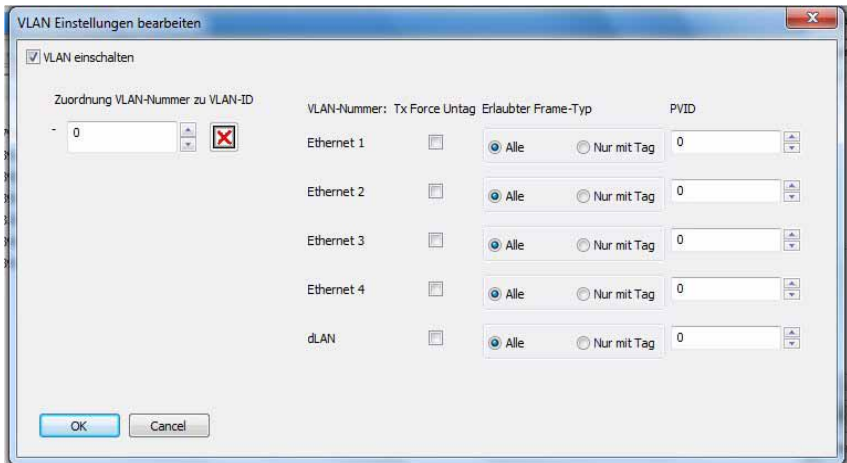 VLAN Einstellungen bearbeiten
VLAN einschalten
Zuordnung VLAN-Nummer zu VLAN-ID
- 0
VLAN-Nummer: Tx Force Untag Erlaubter Frame-Typ PVID
Ethernet 1 Alle Nur mit Tag 0
Ethernet 2 Alle Nur mit Tag 0
Ethernet 3 Alle Nur mit Tag 0
Ethernet 4 Alle Nur mit Tag 0
dLAN Alle Nur mit Tag 0
OK Cancel